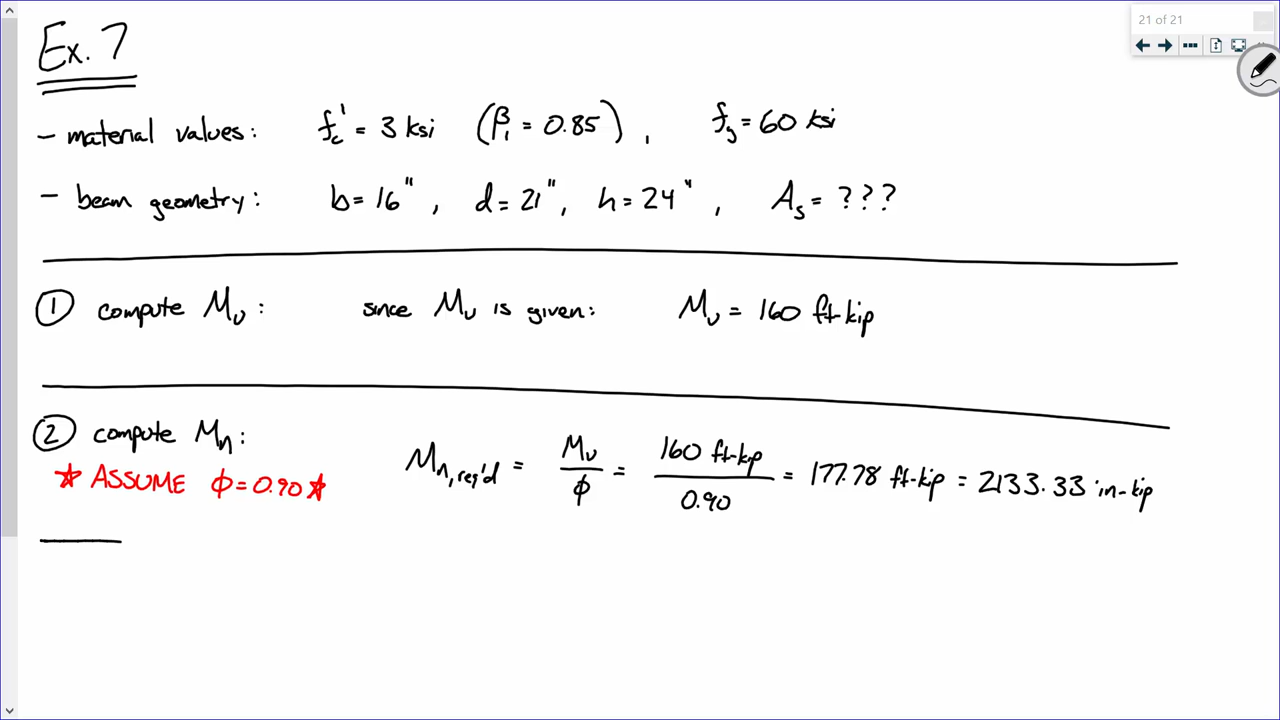 21 of 21
Ex. 7
- material values: f'c = 3 ksi (β1 = 0.85), fy = 60 ksi
- beam geometry: b = 16", d = 21", h = 24", As = ???
① compute Mu: since Mu is given: Mu = 160 ft-kip
② compute Mn:
★ ASSUME φ = 0.90 ★
Mn,req'd = Mu/φ = 160 ft-kip/0.90 = 177.78 ft-kip = 2133.33 in-kip